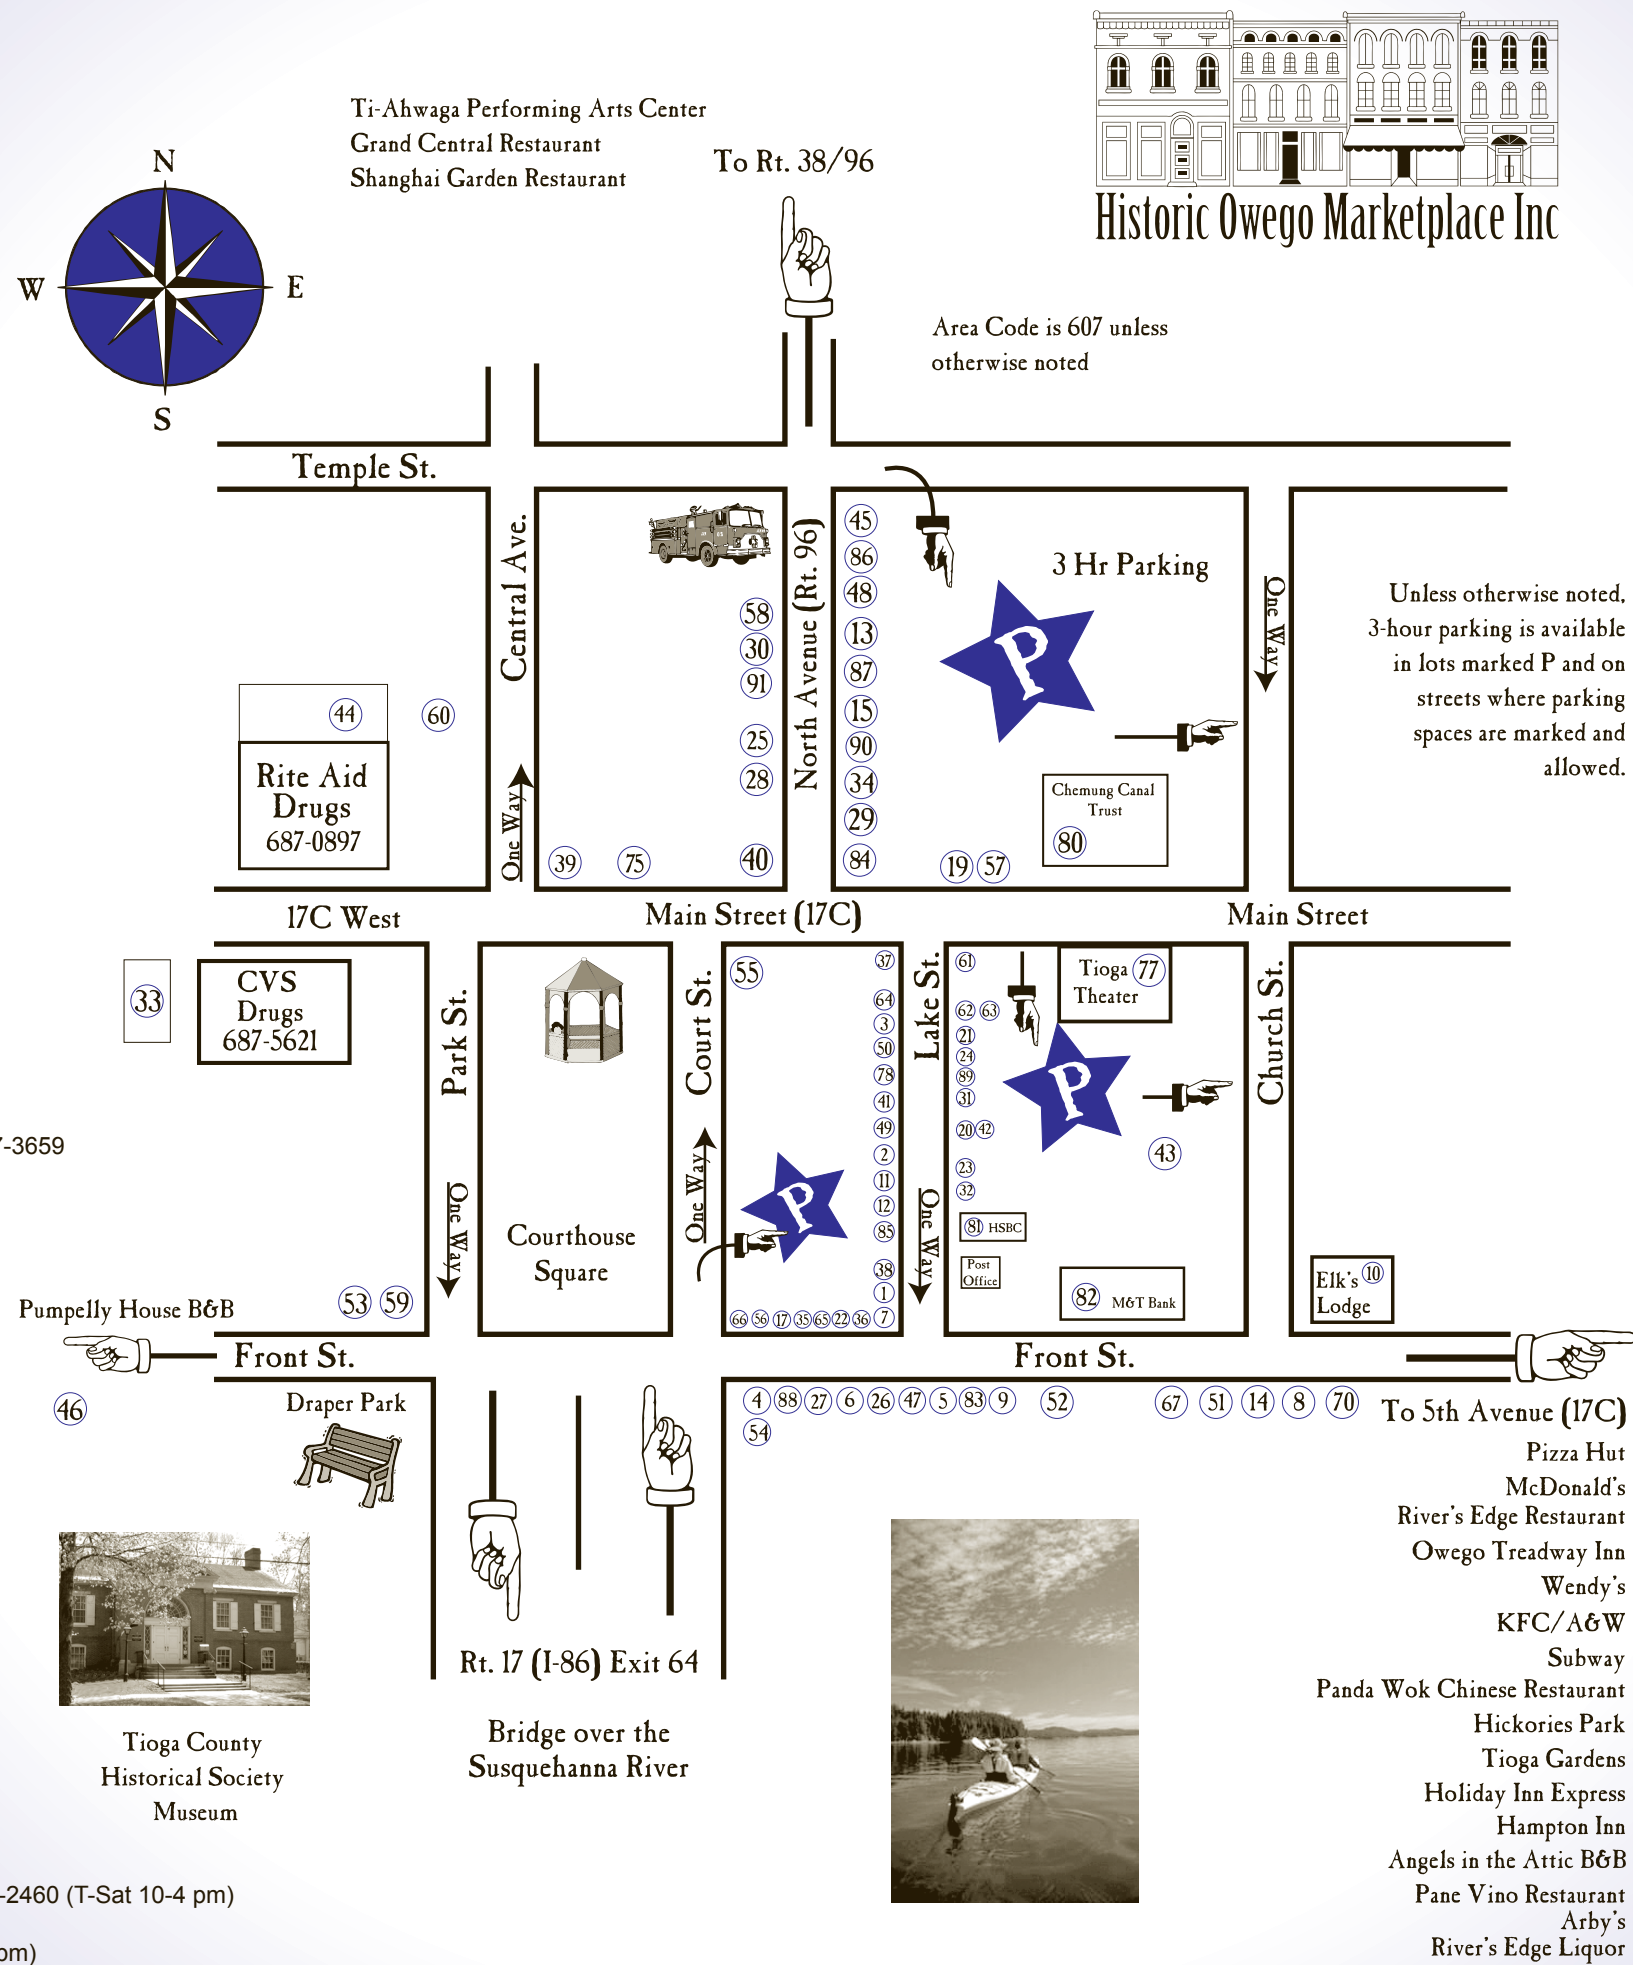 Historic Owego Marketplace Inc
Ti-Ahwaga Performing Arts Center
Grand Central Restaurant
Shanghai Garden Restaurant
To Rt. 38/96
N
W
E
S
Area Code is 607 unless
otherwise noted
Temple St.
Central Ave.
One Way
North Avenue (Rt. 96)
58
30
91
25
28
40
39
75
45
86
48
13
87
15
90
34
29
84
19
57
3 Hr Parking
P
Chemung Canal
Trust
80
One Way
Unless otherwise noted,
3-hour parking is available
in lots marked P and on
streets where parking
spaces are marked and
allowed.
44
60
Rite Aid
Drugs
687-0897
17C West
Main Street (17C)
Main Street
33
CVS
Drugs
687-5621
Park St.
One Way
Courthouse
Square
Court St.
One Way
55
P
37
64
3
50
78
41
49
2
11
12
85
38
1
66
56
17
35
65
22
36
7
Lake St.
One Way
61
62
63
21
24
89
31
20
42
23
32
81 HSBC
Post
Office
82 M&T Bank
Tioga 77
Theater
P
43
Church St.
Elk's 10
Lodge
7-3659
53
59
Pumpelly House B&B
Front St.
Front St.
46
Draper Park
4
88
27
6
26
47
5
83
9
52
67
51
14
8
70
54
To 5th Avenue (17C)
Pizza Hut
McDonald's
River's Edge Restaurant
Owego Treadway Inn
Wendy's
KFC/A&W
Subway
Panda Wok Chinese Restaurant
Hickories Park
Tioga Gardens
Holiday Inn Express
Hampton Inn
Angels in the Attic B&B
Pane Vino Restaurant
Arby's
River's Edge Liquor
Rt. 17 (I-86) Exit 64
Bridge over the
Susquehanna River
Tioga County
Historical Society
Museum
-2460 (T-Sat 10-4 pm)
pm)